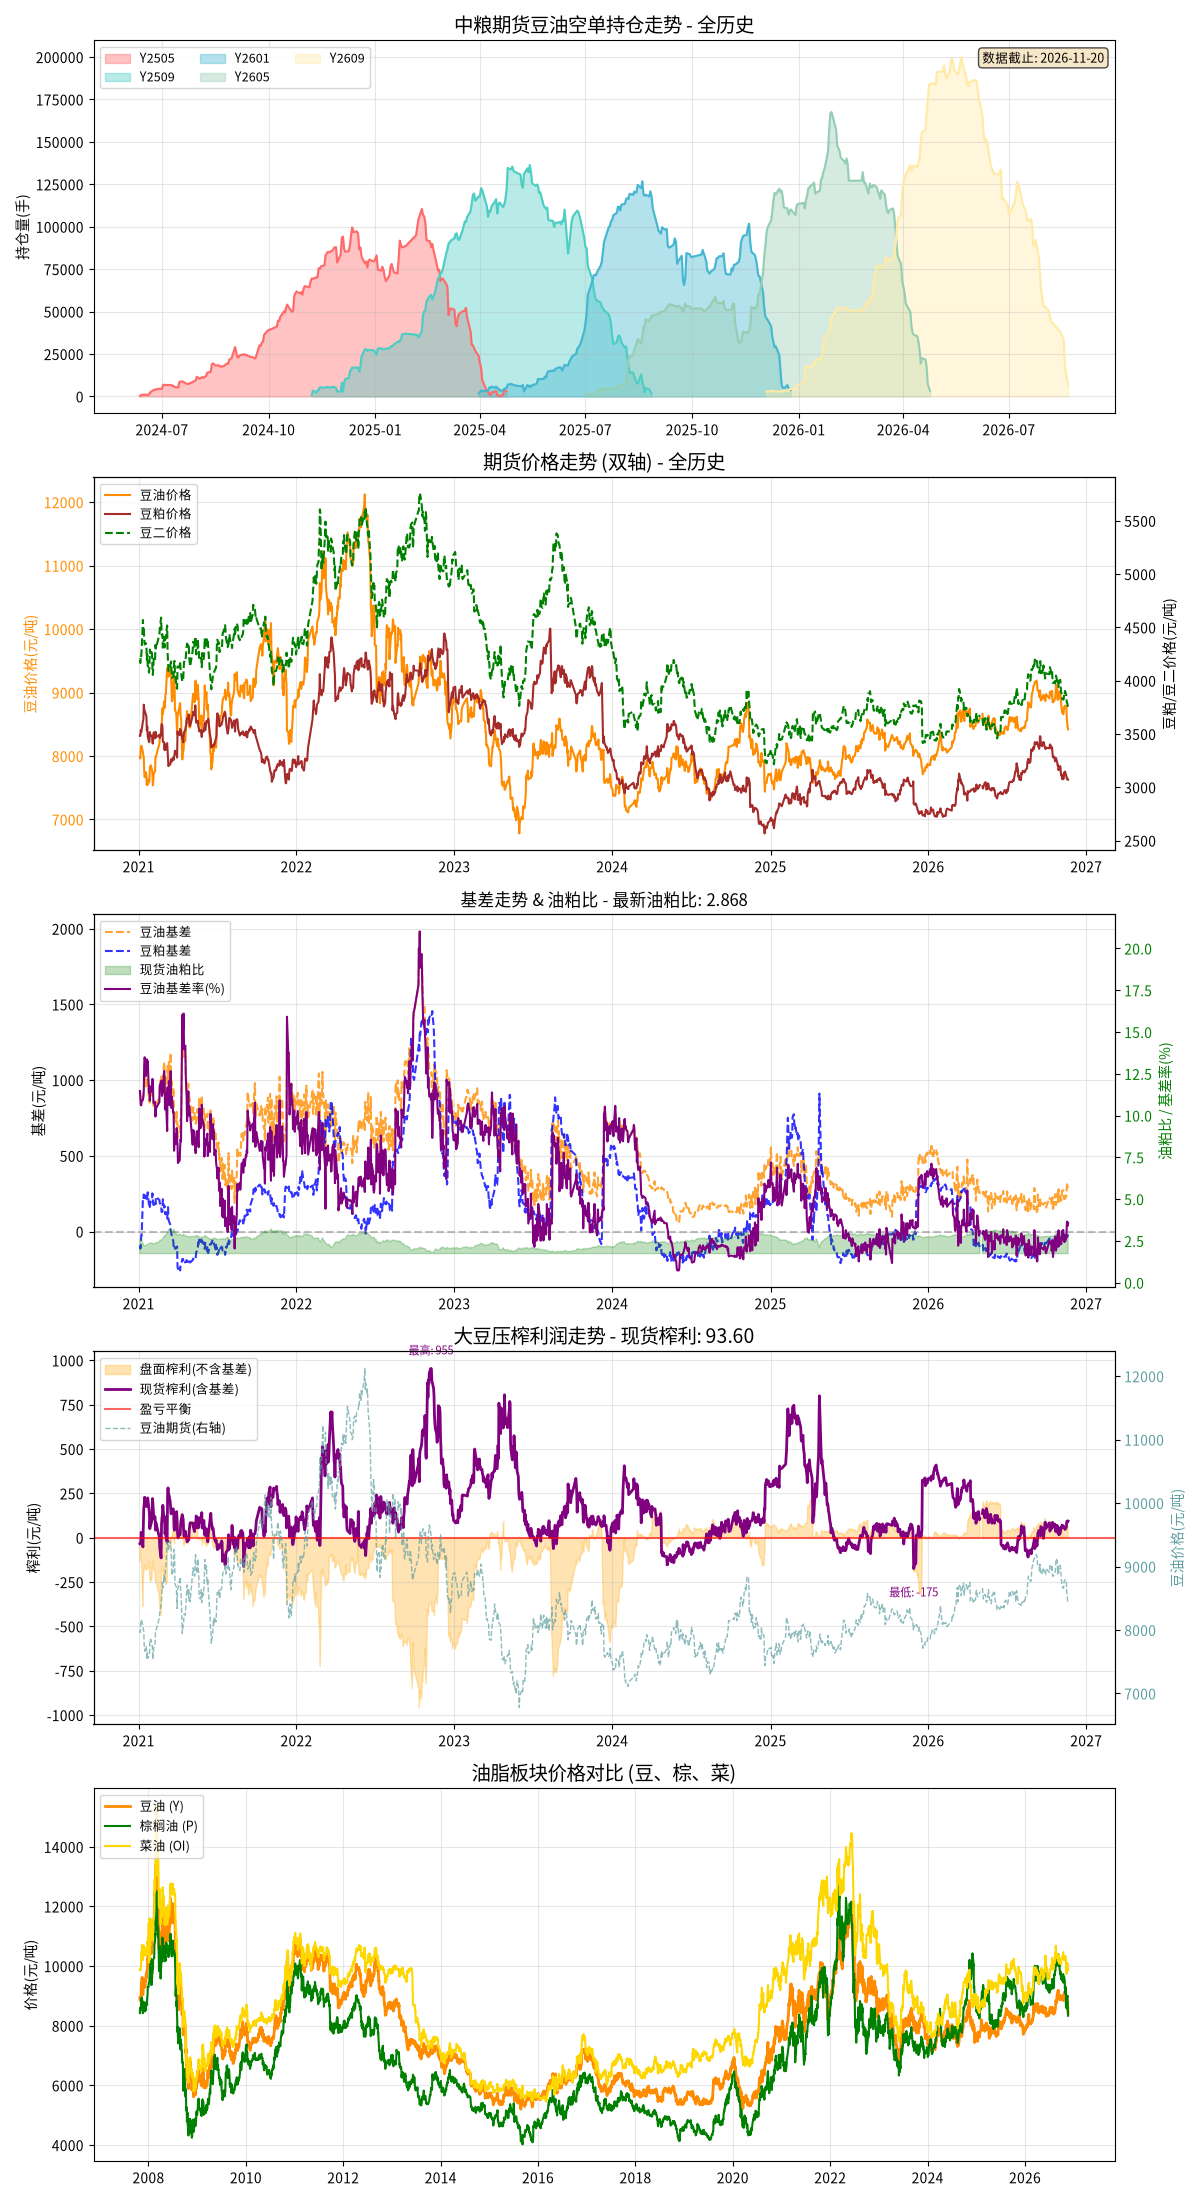 中粮期货豆油空单持仓走势 - 全历史
Y2505
Y2509
Y2601
Y2605
Y2609
数据截止: 2026-11-20
持仓量(手)
200000
175000
150000
125000
100000
75000
50000
25000
0
2024-07
2024-10
2025-01
2025-04
2025-07
2025-10
2026-01
2026-04
2026-07
期货价格走势 (双轴) - 全历史
豆油价格
豆粕价格
豆二价格
豆油价格(元/吨)
12000
11000
10000
9000
8000
7000
豆粕/豆二价格(元/吨)
5500
5000
4500
4000
3500
3000
2500
2021
2022
2023
2024
2025
2026
2027
基差走势 & 油粕比 - 最新油粕比: 2.868
豆油基差
豆粕基差
现货油粕比
豆油基差率(%)
基差(元/吨)
2000
1500
1000
500
0
油粕比 / 基差率(%)
20.0
17.5
15.0
12.5
10.0
7.5
5.0
2.5
0.0
2021
2022
2023
2024
2025
2026
2027
大豆压榨利润走势 - 现货榨利: 93.60
最高: 955
盘面榨利(不含基差)
现货榨利(含基差)
盈亏平衡
豆油期货(右轴)
最低: -175
榨利(元/吨)
1000
750
500
250
0
-250
-500
-750
-1000
豆油价格(元/吨)
12000
11000
10000
9000
8000
7000
2021
2022
2023
2024
2025
2026
2027
油脂板块价格对比 (豆、棕、菜)
豆油 (Y)
棕榈油 (P)
菜油 (OI)
价格(元/吨)
14000
12000
10000
8000
6000
4000
2008
2010
2012
2014
2016
2018
2020
2022
2024
2026